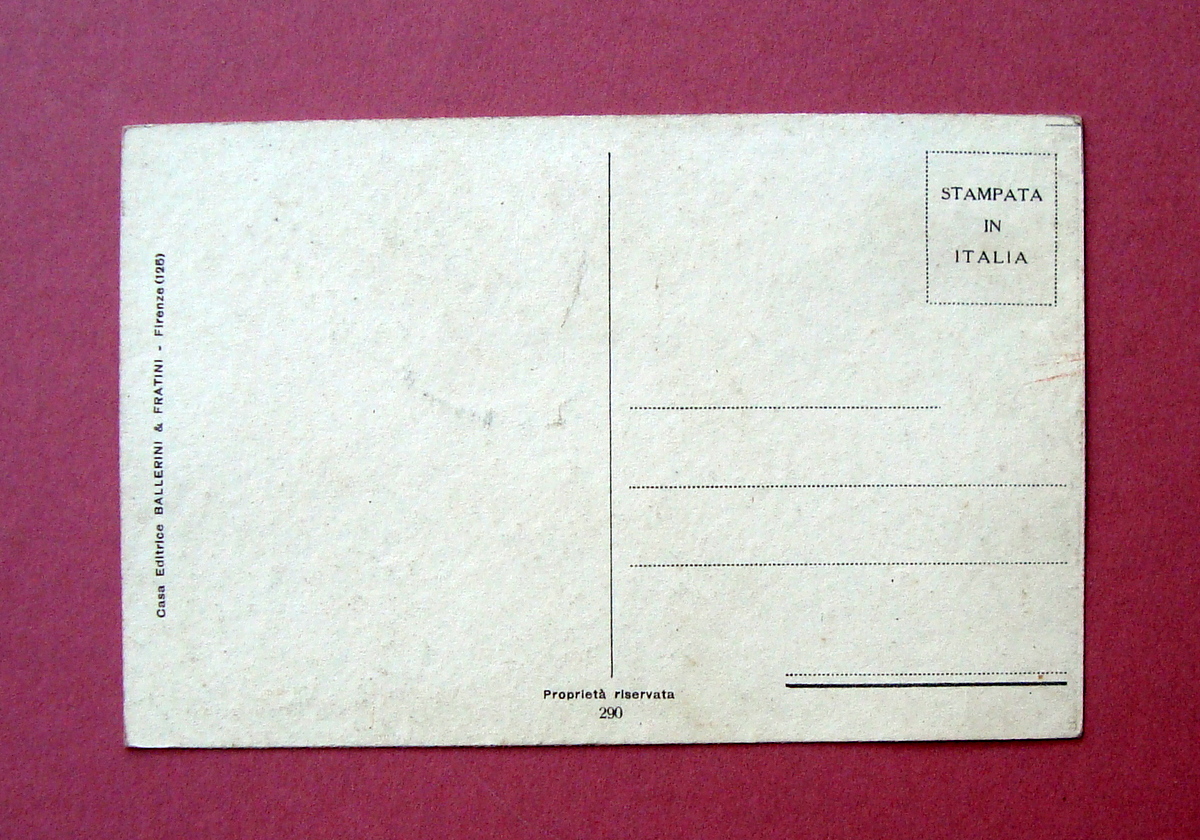 Casa Editrice BALLERINI & FRATINI - Firenze (125)
STAMPATA
IN
ITALIA
Proprietà riservata
290